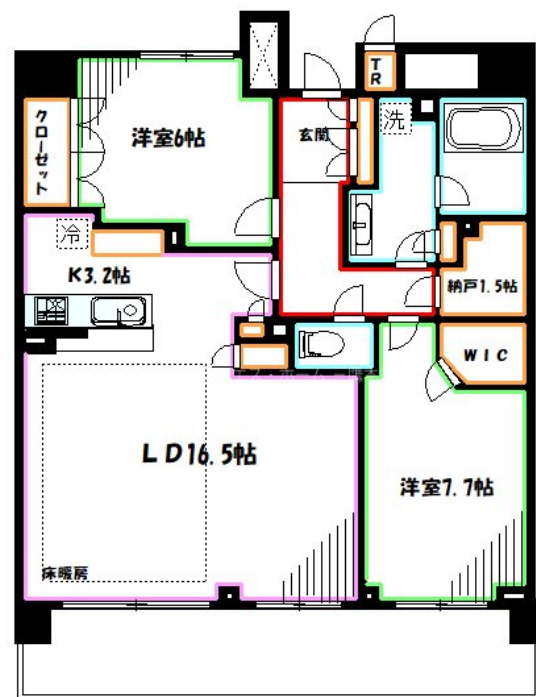 TR
クローゼット
洋室6帖
玄関
洗
冷
K3.2帖
納戸1.5帖
WIC
LD16.5帖
洋室7.7帖
床暖房